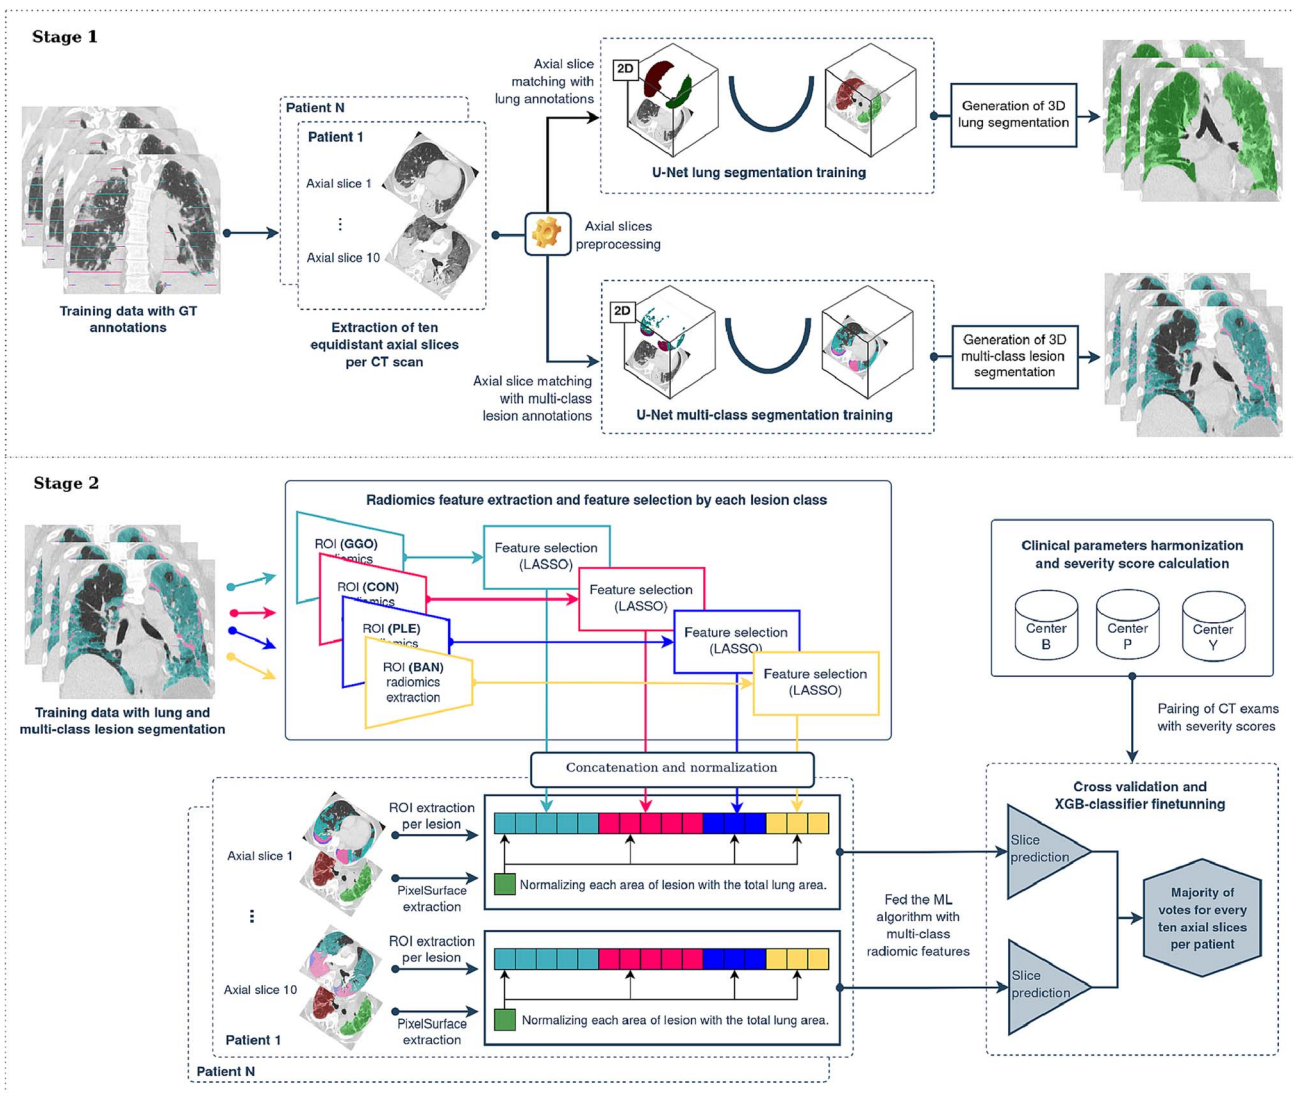 Stage 1
Training data with GT
annotations
Patient N
Patient 1
Axial slice 1
⋮
Axial slice 10
Extraction of ten
equidistant axial slices
per CT scan
Axial slice
matching with
lung annotations
Axial slices
preprocessing
Axial slice matching
with multi-class
lesion annotations
2D
U-Net lung segmentation training
Generation of 3D
lung segmentation
2D
U-Net multi-class segmentation training
Generation of 3D
multi-class lesion
segmentation
Stage 2
Training data with lung and
multi-class lesion segmentation
Radiomics feature extraction and feature selection by each lesion class
ROI (GGO)
ROI (CON)
ROI (PLE)
ROI (BAN)
radiomics
extraction
Feature selection
(LASSO)
Feature selection
(LASSO)
Feature selection
(LASSO)
Feature selection
(LASSO)
Clinical parameters harmonization
and severity score calculation
Center
B
Center
P
Center
Y
Pairing of CT exams
with severity scores
Concatenation and normalization
Axial slice 1
ROI extraction
per lesion
PixelSurface
extraction
Normalizing each area of lesion with the total lung area.
⋮
Axial slice 10
ROI extraction
per lesion
PixelSurface
extraction
Normalizing each area of lesion with the total lung area.
Patient 1
Patient N
Fed the ML
algorithm with
multi-class
radiomic features
Cross validation and
XGB-classifier finetunning
Slice
prediction
Slice
prediction
Majority of
votes for every
ten axial slices
per patient